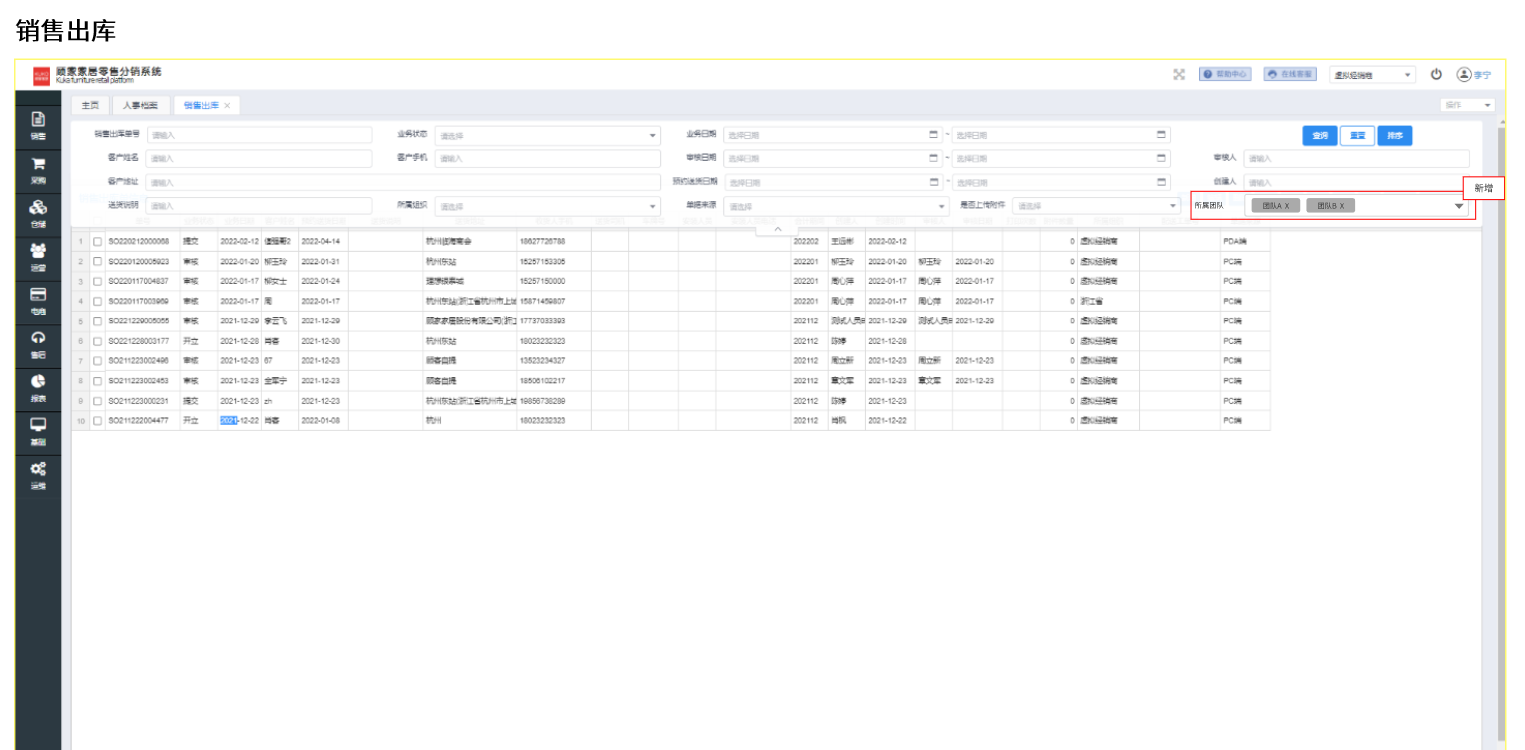 销售出库
顾家家居零售分销系统
Kuka furniture retail platform
帮助中心 在线客服 虚拟经销商 李宁
主页 人事档案 销售出库 × 操作
销售
采购
仓储
运营
电商
售后
报表
基础
运营
销售出库单号 请输入 业务状态 请选择 业务日期 选择日期 ~ 选择日期 查询 重置 排序
客户姓名 请输入 客户手机 请输入 审核日期 选择日期 ~ 选择日期 审核人 请输入
客户地址 请输入 预约送货日期 选择日期 ~ 选择日期 创建人 请输入
新增
送货说明 请输入 所属组织 请选择 单据来源 请选择 是否上传附件 请选择 所属团队 团队A X 团队B X
1 SO220212000068 提交 2022-02-12 2022-04-14 18627726788 202202 2022-02-12 0 虚拟经销商 PDA端
2 SO220120005923 审核 2022-01-20 柳玉玲 2022-01-31 杭州东站 15257153305 202201 柳玉玲 2022-01-20 柳玉玲 2022-01-20 0 虚拟经销商 PC端
3 SO220117004837 审核 2022-01-17 柳女士 2022-01-24 理想银泰城 15257150000 202201 周心萍 2022-01-17 周心萍 2022-01-17 0 虚拟经销商 PC端
4 SO220117003969 审核 2022-01-17 周 2022-01-17 杭州东站(浙江省杭州市上城 15871459807 202201 周心萍 2022-01-17 周心萍 2022-01-17 0 浙江省 PC端
5 SO221229005055 审核 2021-12-29 李云飞 2021-12-29 顾家家居股份有限公司(浙江 17737033393 202112 测试人员 2021-12-29 测试人员 2021-12-29 0 虚拟经销商 PC端
6 SO221228003177 开立 2021-12-28 肖客 2021-12-30 杭州东站 18023232323 202112 陈婷 2021-12-28 0 虚拟经销商 PC端
7 SO211223002496 审核 2021-12-23 67 2021-12-23 顾客自提 13523234327 202112 周立新 2021-12-23 周立新 2021-12-23 0 虚拟经销商 PC端
8 SO211223002453 审核 2021-12-23 金军宁 2021-12-23 顾客自提 18506102217 202112 章文军 2021-12-23 章文军 2021-12-23 0 虚拟经销商 PC端
9 SO211223000231 提交 2021-12-23 zh 2021-12-23 杭州东站(浙江省杭州市上城 19856738289 202112 陈婷 2021-12-23 0 虚拟经销商 PC端
10 SO211222004477 开立 2021-12-22 肖客 2022-01-08 杭州 18023232323 202112 肖枫 2021-12-22 0 虚拟经销商 PC端